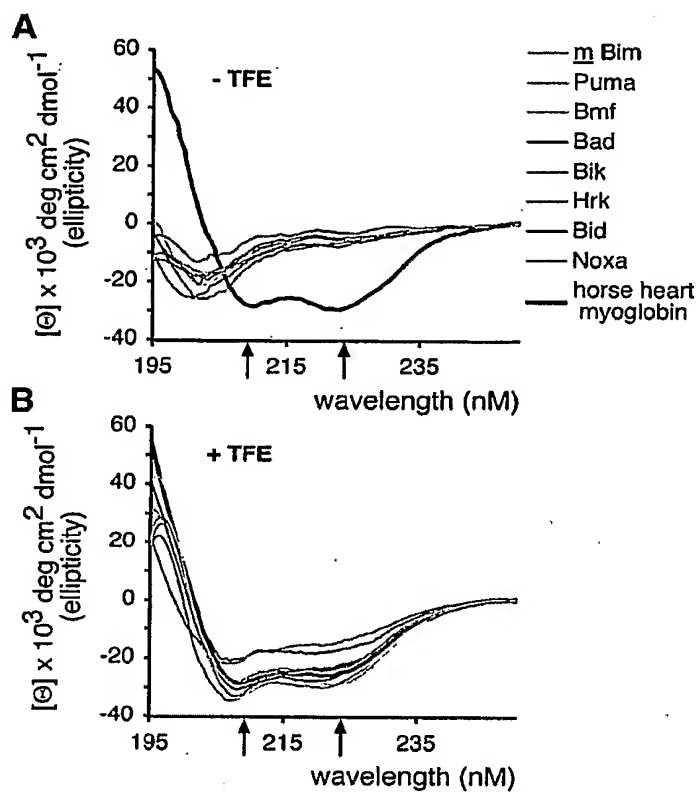 A
60
40
20
0
-20
-40
[Θ] x 10³ deg cm² dmol⁻¹
(ellipticity)
- TFE
195
215
235
wavelength (nM)
m Bim
Puma
Bmf
Bad
Bik
Hrk
Bid
Noxa
horse heart
myoglobin
B
60
40
20
0
-20
-40
[Θ] x 10³ deg cm² dmol⁻¹
(ellipticity)
+ TFE
195
215
235
wavelength (nM)